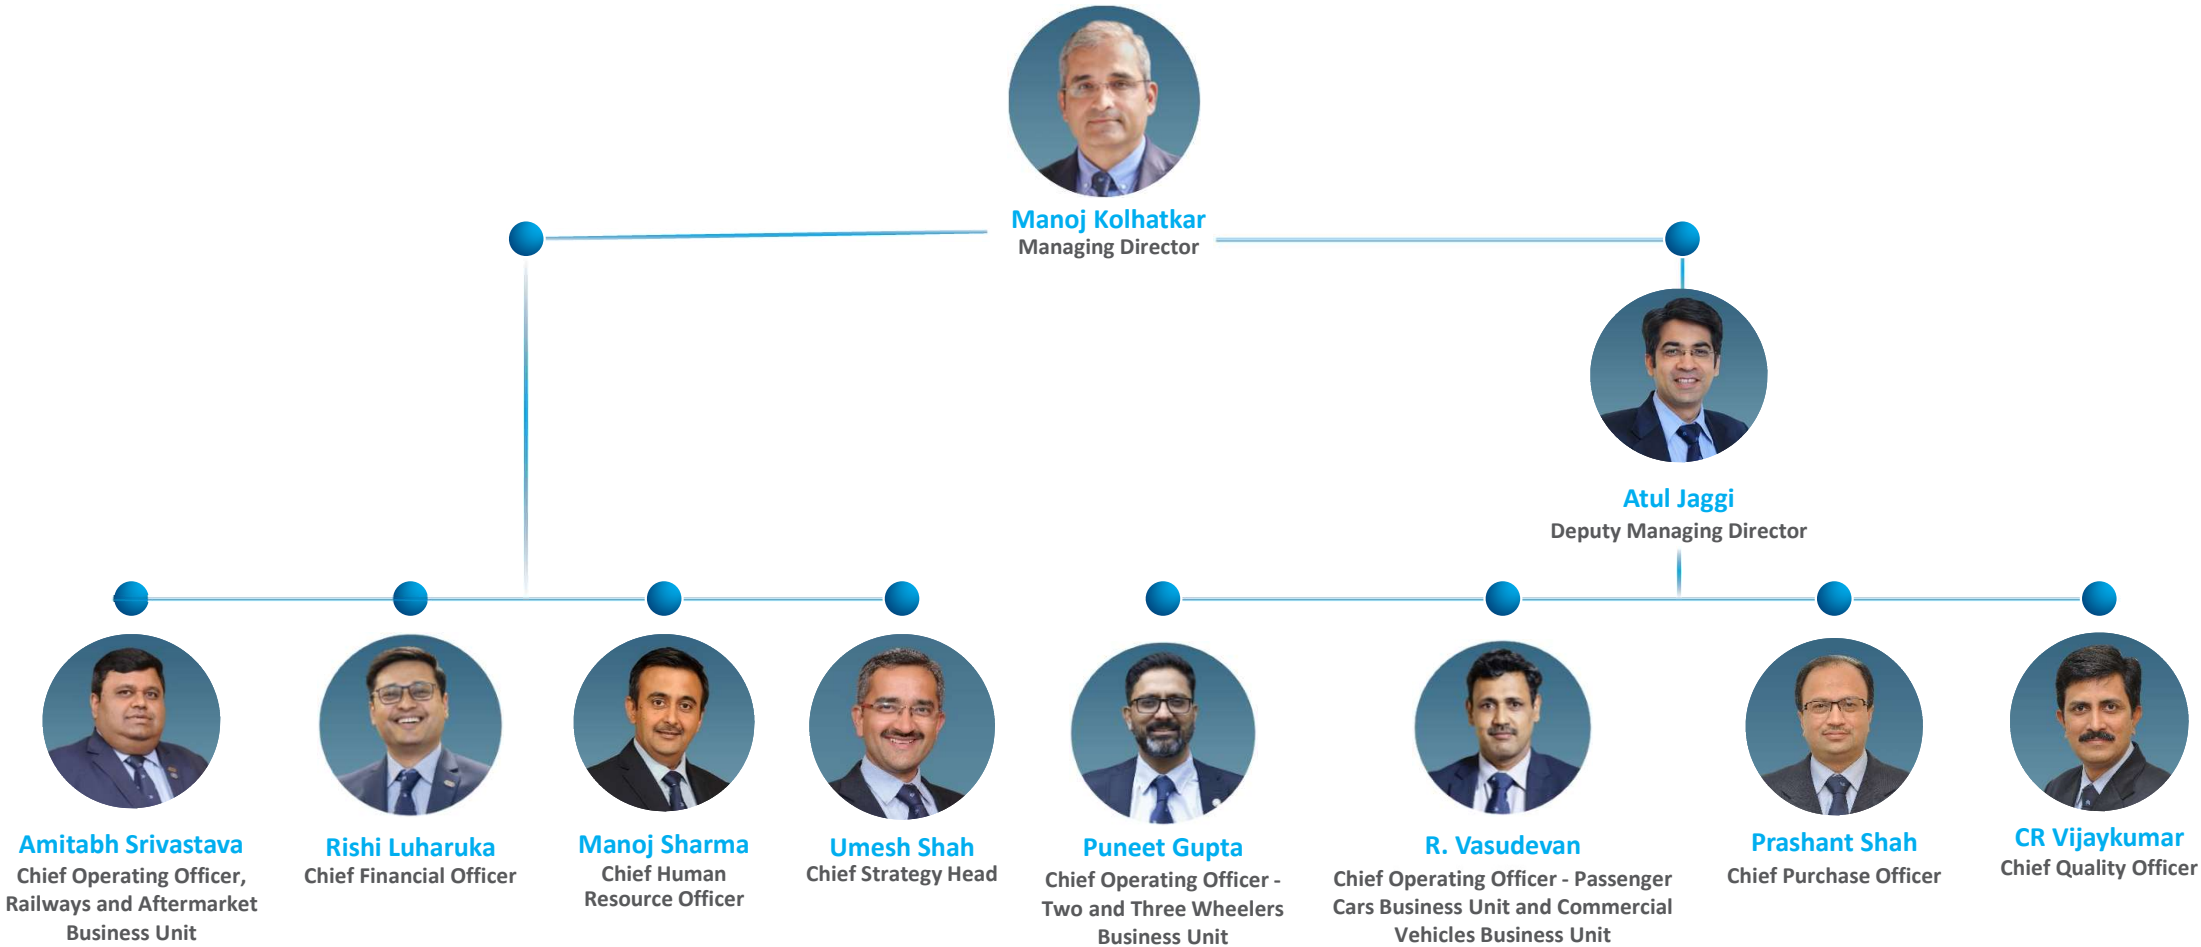 Manoj Kolhatkar
Managing Director
Atul Jaggi
Deputy Managing Director
Amitabh Srivastava
Chief Operating Officer,
Railways and Aftermarket
Business Unit
Rishi Luharuka
Chief Financial Officer
Manoj Sharma
Chief Human
Resource Officer
Umesh Shah
Chief Strategy Head
Puneet Gupta
Chief Operating Officer -
Two and Three Wheelers
Business Unit
R. Vasudevan
Chief Operating Officer - Passenger
Cars Business Unit and Commercial
Vehicles Business Unit
Prashant Shah
Chief Purchase Officer
CR Vijaykumar
Chief Quality Officer